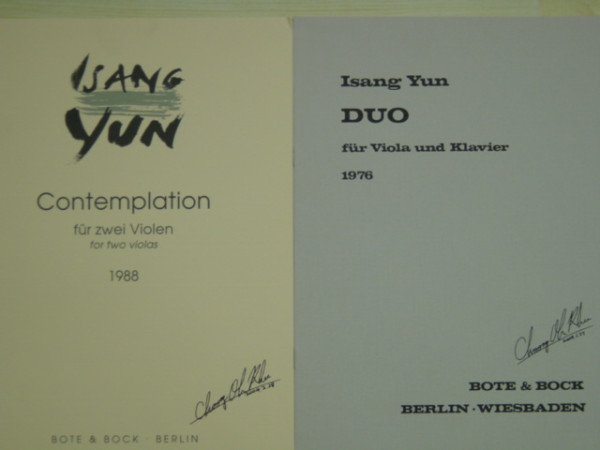 ISANG
YUN
Contemplation
für zwei Violen
for two violas
1988
BOTE & BOCK · BERLIN
Isang Yun
DUO
für Viola und Klavier
1976
BOTE & BOCK
BERLIN · WIESBADEN